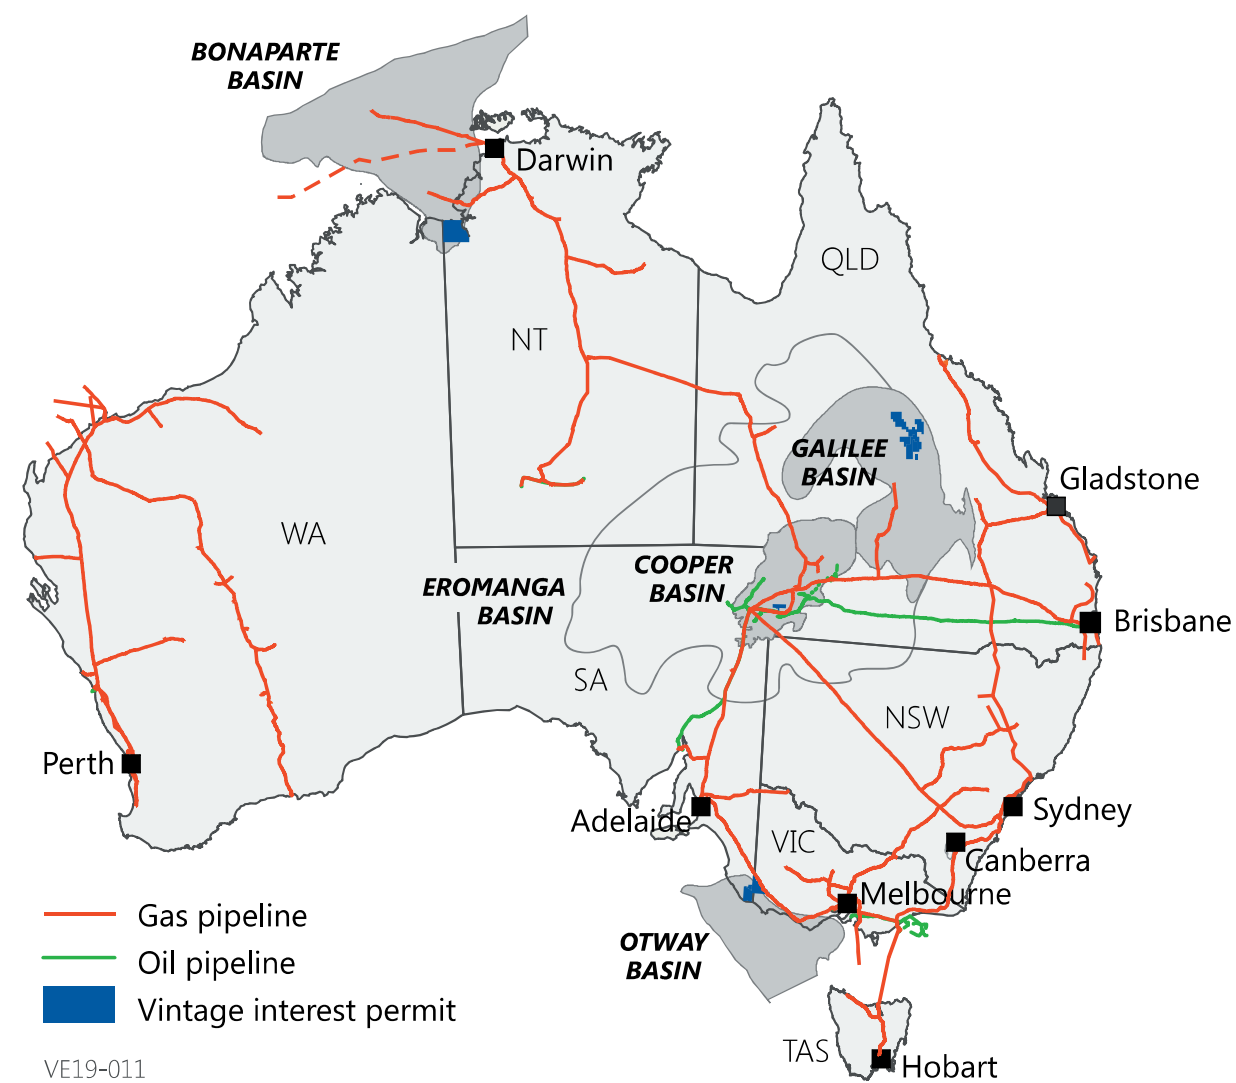 BONAPARTE
BASIN
Darwin
QLD
NT
GALILEE
BASIN
Gladstone
WA
COOPER
BASIN
EROMANGA
BASIN
Brisbane
SA
NSW
Perth
Adelaide
Sydney
VIC
Canberra
Melbourne
Gas pipeline
OTWAY
BASIN
Oil pipeline
Vintage interest permit
TAS
Hobart
VE19-011